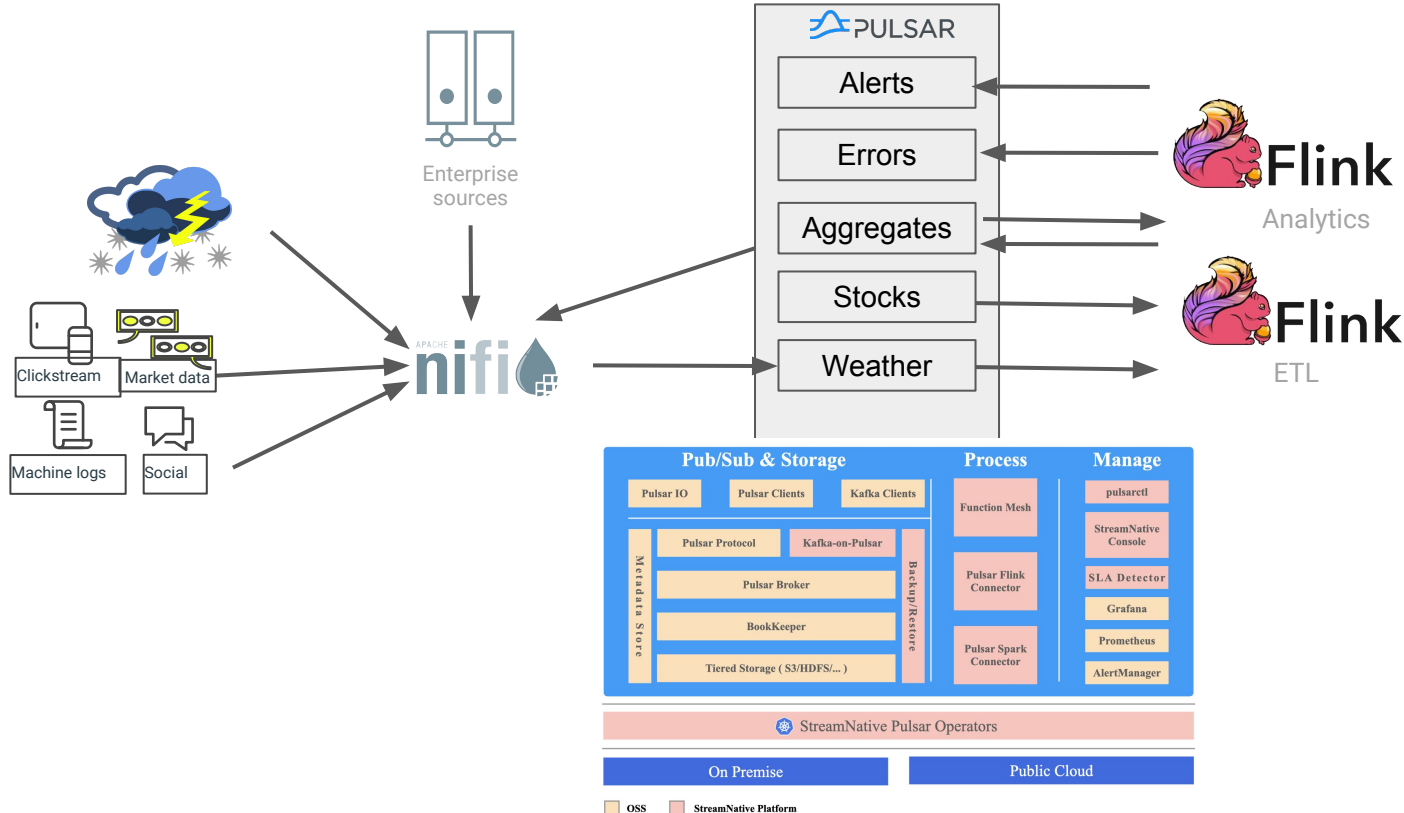 PULSAR
Alerts
Errors
Aggregates
Stocks
Weather
Enterprise
sources
Flink
Analytics
Flink
ETL
APACHE
nifi
Clickstream
Market data
Machine logs
Social
Pub/Sub & Storage
Process
Manage
Pulsar IO
Pulsar Clients
Kafka Clients
Metadata Store
Pulsar Protocol
Kafka-on-Pulsar
Pulsar Broker
BookKeeper
Tiered Storage ( S3/HDFS/... )
Backup/Restore
Function Mesh
Pulsar Flink
Connector
Pulsar Spark
Connector
pulsarctl
StreamNative
Console
SLA Detector
Grafana
Prometheus
AlertManager
StreamNative Pulsar Operators
On Premise
Public Cloud
OSS
StreamNative Platform